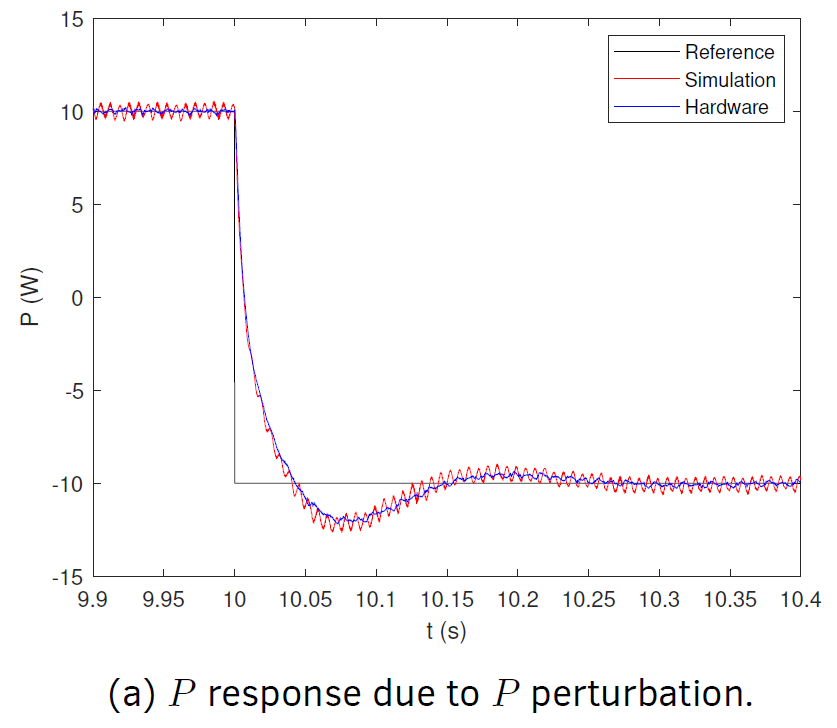 15
Reference
Simulation
Hardware
10
5
P (W)
0
-5
-10
-15
9.9 9.95 10 10.05 10.1 10.15 10.2 10.25 10.3 10.35 10.4
t (s)
(a) P response due to P perturbation.